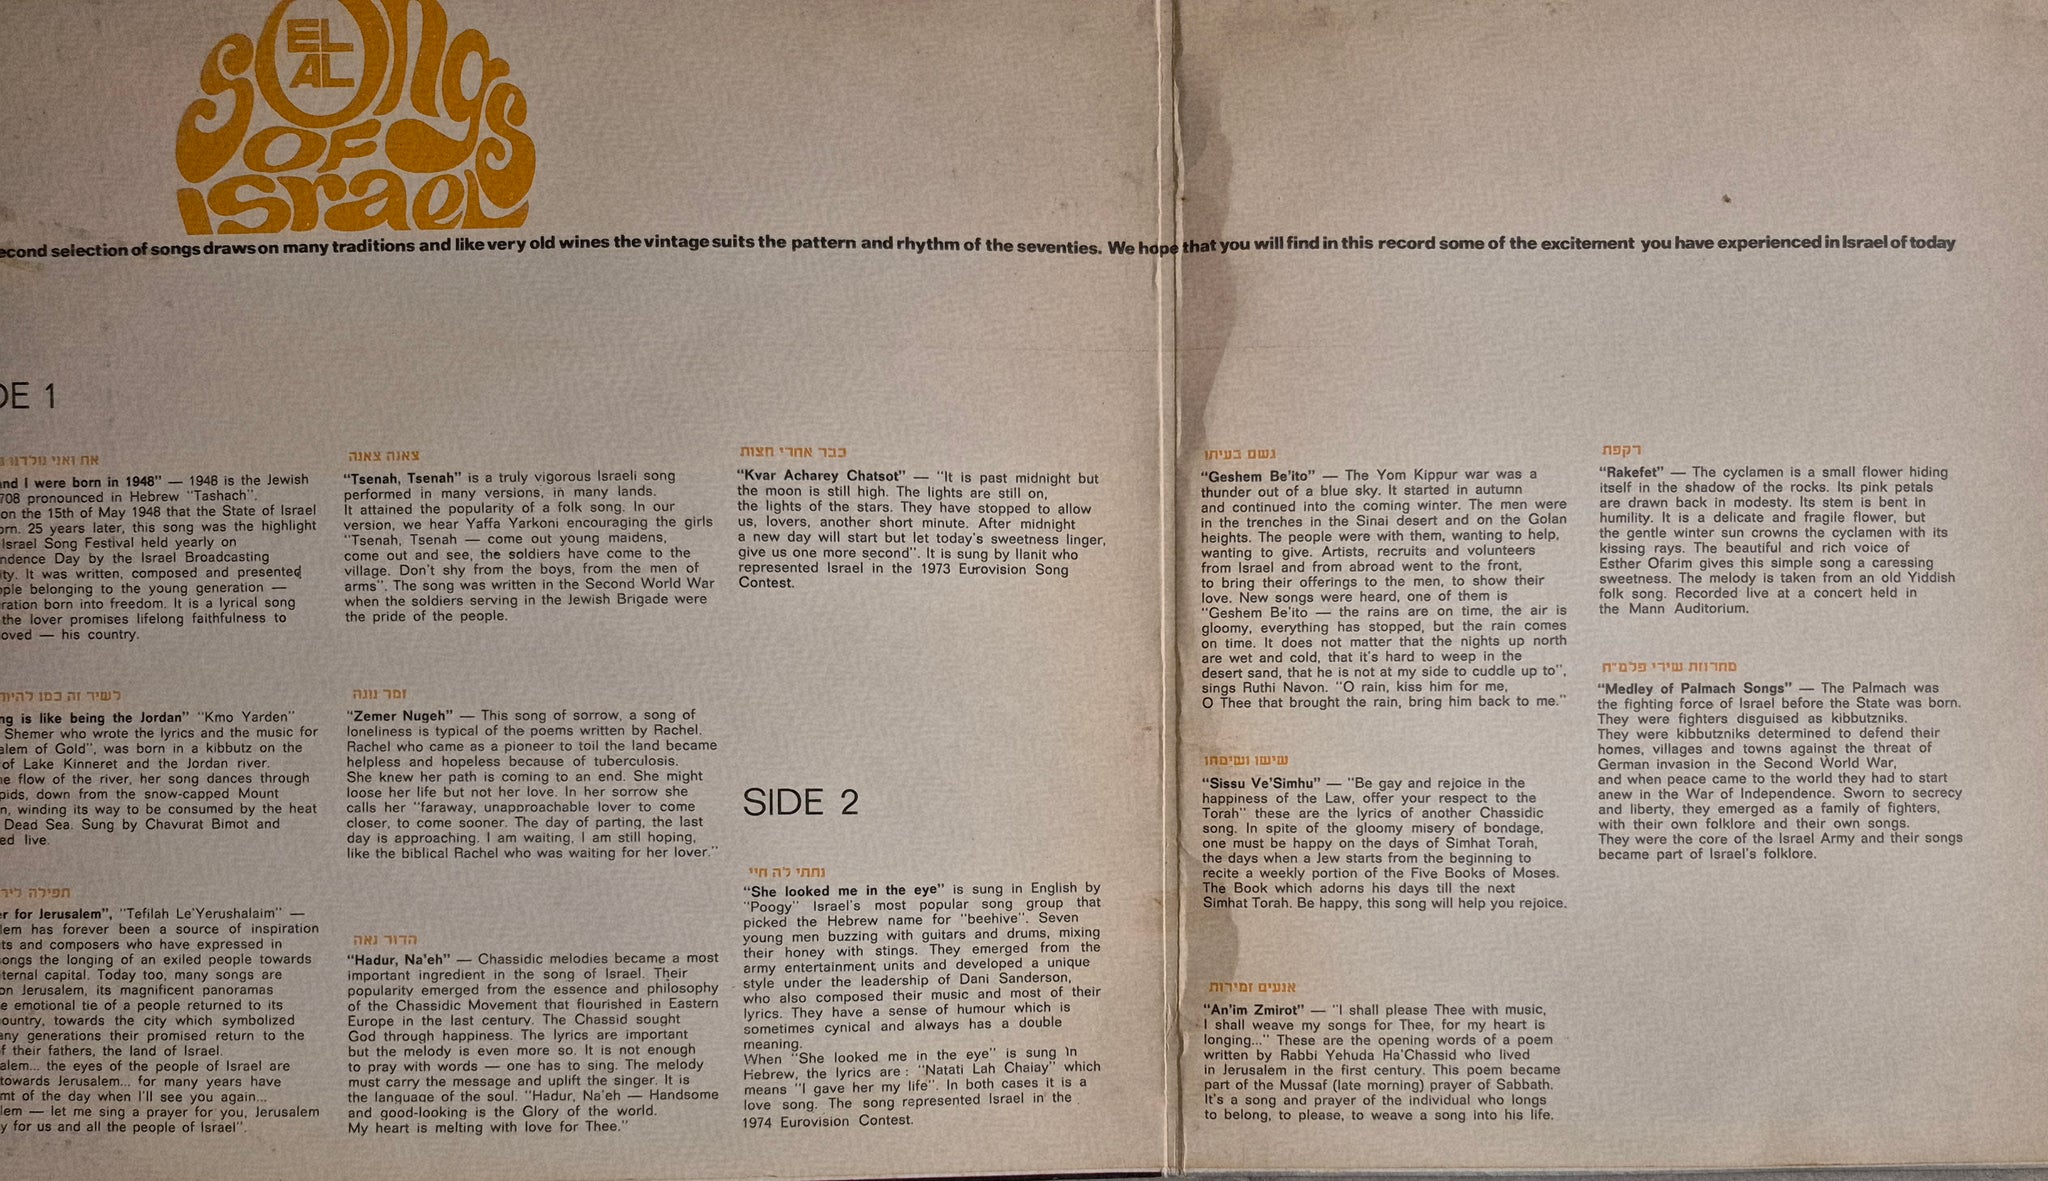 EL
AL
Songs
OF
ISrael
second selection of songs draws on many traditions and like very old wines the vintage suits the pattern and rhythm of the seventies. We hope that you will find in this record some of the excitement you have experienced in Israel of today
DE 1
את ואני נולדנו
and I were born in 1948" — 1948 is the Jewish
708 pronounced in Hebrew "Tashach".
on the 15th of May 1948 that the State of Israel
orn. 25 years later, this song was the highlight
Israel Song Festival held yearly on
ndence Day by the Israel Broadcasting
ity. It was written, composed and presented
ople belonging to the young generation —
ration born into freedom. It is a lyrical song
the lover promises lifelong faithfulness to
oved — his country.
לשיר זה כמו להיות
ng is like being the Jordan" "Kmo Yarden"
Shemer who wrote the lyrics and the music for
alem of Gold", was born in a kibbutz on the
of Lake Kinneret and the Jordan river.
he flow of the river, her song dances through
pids, down from the snow-capped Mount
n, winding its way to be consumed by the heat
Dead Sea. Sung by Chavurat Bimot and
ed live.
תפילה ליר
er for Jerusalem", "Tefilah Le'Yerushalaim" —
lem has forever been a source of inspiration
ts and composers who have expressed in
songs the longing of an exiled people towards
ternal capital. Today too, many songs are
on Jerusalem, its magnificent panoramas
e emotional tie of a people returned to its
country, towards the city which symbolized
any generations their promised return to the
f their fathers, the land of Israel.
alem... the eyes of the people of Israel are
towards Jerusalem... for many years have
mt of the day when I'll see you again...
lem — let me sing a prayer for you, Jerusalem
y for us and all the people of Israel".
צאנה צאנה
"Tsenah, Tsenah" is a truly vigorous Israeli song
performed in many versions, in many lands.
It attained the popularity of a folk song. In our
version, we hear Yaffa Yarkoni encouraging the girls
"Tsenah, Tsenah — come out young maidens,
come out and see, the soldiers have come to the
village. Don't shy from the boys, from the men of
arms". The song was written in the Second World War
when the soldiers serving in the Jewish Brigade were
the pride of the people.
זמר נוגה
"Zemer Nugeh" — This song of sorrow, a song of
loneliness is typical of the poems written by Rachel.
Rachel who came as a pioneer to toil the land became
helpless and hopeless because of tuberculosis.
She knew her path is coming to an end. She might
loose her life but not her love. In her sorrow she
calls her "faraway, unapproachable lover to come
closer, to come sooner. The day of parting, the last
day is approaching. I am waiting, I am still hoping,
like the biblical Rachel who was waiting for her lover."
הדור נאה
"Hadur, Na'eh" — Chassidic melodies became a most
important ingredient in the song of Israel. Their
popularity emerged from the essence and philosophy
of the Chassidic Movement that flourished in Eastern
Europe in the last century. The Chassid sought
God through happiness. The lyrics are important
but the melody is even more so. It is not enough
to pray with words — one has to sing. The melody
must carry the message and uplift the singer. It is
the language of the soul. "Hadur, Na'eh — Handsome
and good-looking is the Glory of the world.
My heart is melting with love for Thee."
כבר אחרי חצות
"Kvar Acharey Chatsot" — "It is past midnight but
the moon is still high. The lights are still on,
the lights of the stars. They have stopped to allow
us, lovers, another short minute. After midnight
a new day will start but let today's sweetness linger,
give us one more second". It is sung by Ilanit who
represented Israel in the 1973 Eurovision Song
Contest.
SIDE 2
נתתי לה חיי
"She looked me in the eye" is sung in English by
"Poogy" Israel's most popular song group that
picked the Hebrew name for "beehive". Seven
young men buzzing with guitars and drums, mixing
their honey with stings. They emerged from the
army entertainment units and developed a unique
style under the leadership of Dani Sanderson,
who also composed their music and most of their
lyrics. They have a sense of humour which is
sometimes cynical and always has a double
meaning.
When "She looked me in the eye" is sung in
Hebrew, the lyrics are: "Natati Lah Chaiay" which
means "I gave her my life". In both cases it is a
love song. The song represented Israel in the
1974 Eurovision Contest.
גשם בעיתו
"Geshem Be'ito" — The Yom Kippur war was a
thunder out of a blue sky. It started in autumn
and continued into the coming winter. The men were
in the trenches in the Sinai desert and on the Golan
heights. The people were with them, wanting to help,
wanting to give. Artists, recruits and volunteers
from Israel and from abroad went to the front,
to bring their offerings to the men, to show their
love. New songs were heard, one of them is
"Geshem Be'ito — the rains are on time, the air is
gloomy, everything has stopped, but the rain comes
on time. It does not matter that the nights up north
are wet and cold, that it's hard to weep in the
desert sand, that he is not at my side to cuddle up to",
sings Ruthi Navon. "O rain, kiss him for me,
O Thee that brought the rain, bring him back to me."
שישו ושימחו
"Sissu Ve'Simhu" — "Be gay and rejoice in the
happiness of the Law, offer your respect to the
Torah" these are the lyrics of another Chassidic
song. In spite of the gloomy misery of bondage,
one must be happy on the days of Simhat Torah,
the days when a Jew starts from the beginning to
recite a weekly portion of the Five Books of Moses.
The Book which adorns his days till the next
Simhat Torah. Be happy, this song will help you rejoice.
אנעים זמירות
"An'im Zmirot" — "I shall please Thee with music,
I shall weave my songs for Thee, for my heart is
longing..." These are the opening words of a poem
written by Rabbi Yehuda Ha'Chassid who lived
in Jerusalem in the first century. This poem became
part of the Mussaf (late morning) prayer of Sabbath.
It's a song and prayer of the individual who longs
to belong, to please, to weave a song into his life.
רקפת
"Rakefet" — The cyclamen is a small flower hiding
itself in the shadow of the rocks. Its pink petals
are drawn back in modesty. Its stem is bent in
humility. It is a delicate and fragile flower, but
the gentle winter sun crowns the cyclamen with its
kissing rays. The beautiful and rich voice of
Esther Ofarim gives this simple song a caressing
sweetness. The melody is taken from an old Yiddish
folk song. Recorded live at a concert held in
the Mann Auditorium.
מחרוזת שירי פלמ״ח
"Medley of Palmach Songs" — The Palmach was
the fighting force of Israel before the State was born.
They were fighters disguised as kibbutzniks.
They were kibbutzniks determined to defend their
homes, villages and towns against the threat of
German invasion in the Second World War,
and when peace came to the world they had to start
anew in the War of Independence. Sworn to secrecy
and liberty, they emerged as a family of fighters,
with their own folklore and their own songs.
They were the core of the Israel Army and their songs
became part of Israel's folklore.